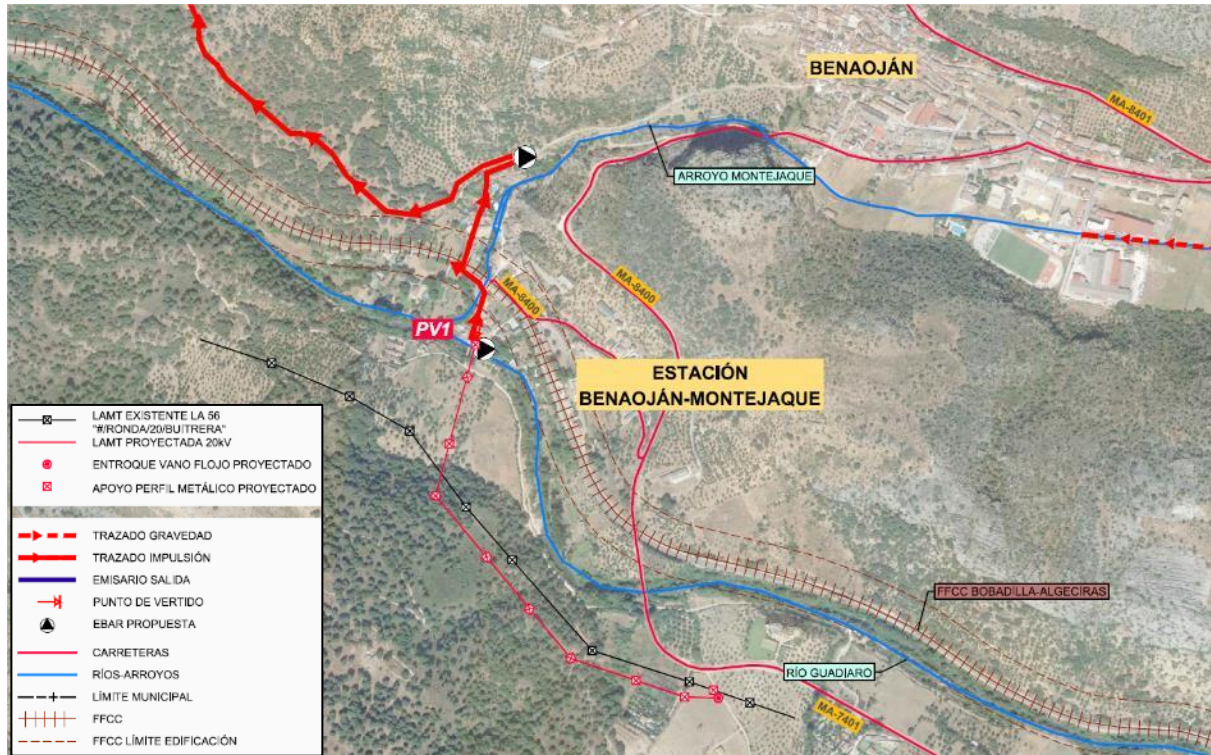 BENAOJÁN
MA-8401
ARROYO MONTEJAQUE
MA-8400
MA-8400
PV1
ESTACIÓN
BENAOJÁN-MONTEJAQUE
FFCC BOBADILLA-ALGECIRAS
RÍO GUADIARO
MA-7401
LAMT EXISTENTE LA 56
"#/RONDA/20/BUITRERA"
LAMT PROYECTADA 20kV
ENTROQUE VANO FLOJO PROYECTADO
APOYO PERFIL METÁLICO PROYECTADO
TRAZADO GRAVEDAD
TRAZADO IMPULSIÓN
EMISARIO SALIDA
PUNTO DE VERTIDO
EBAR PROPUESTA
CARRETERAS
RÍOS-ARROYOS
LÍMITE MUNICIPAL
FFCC
FFCC LÍMITE EDIFICACIÓN